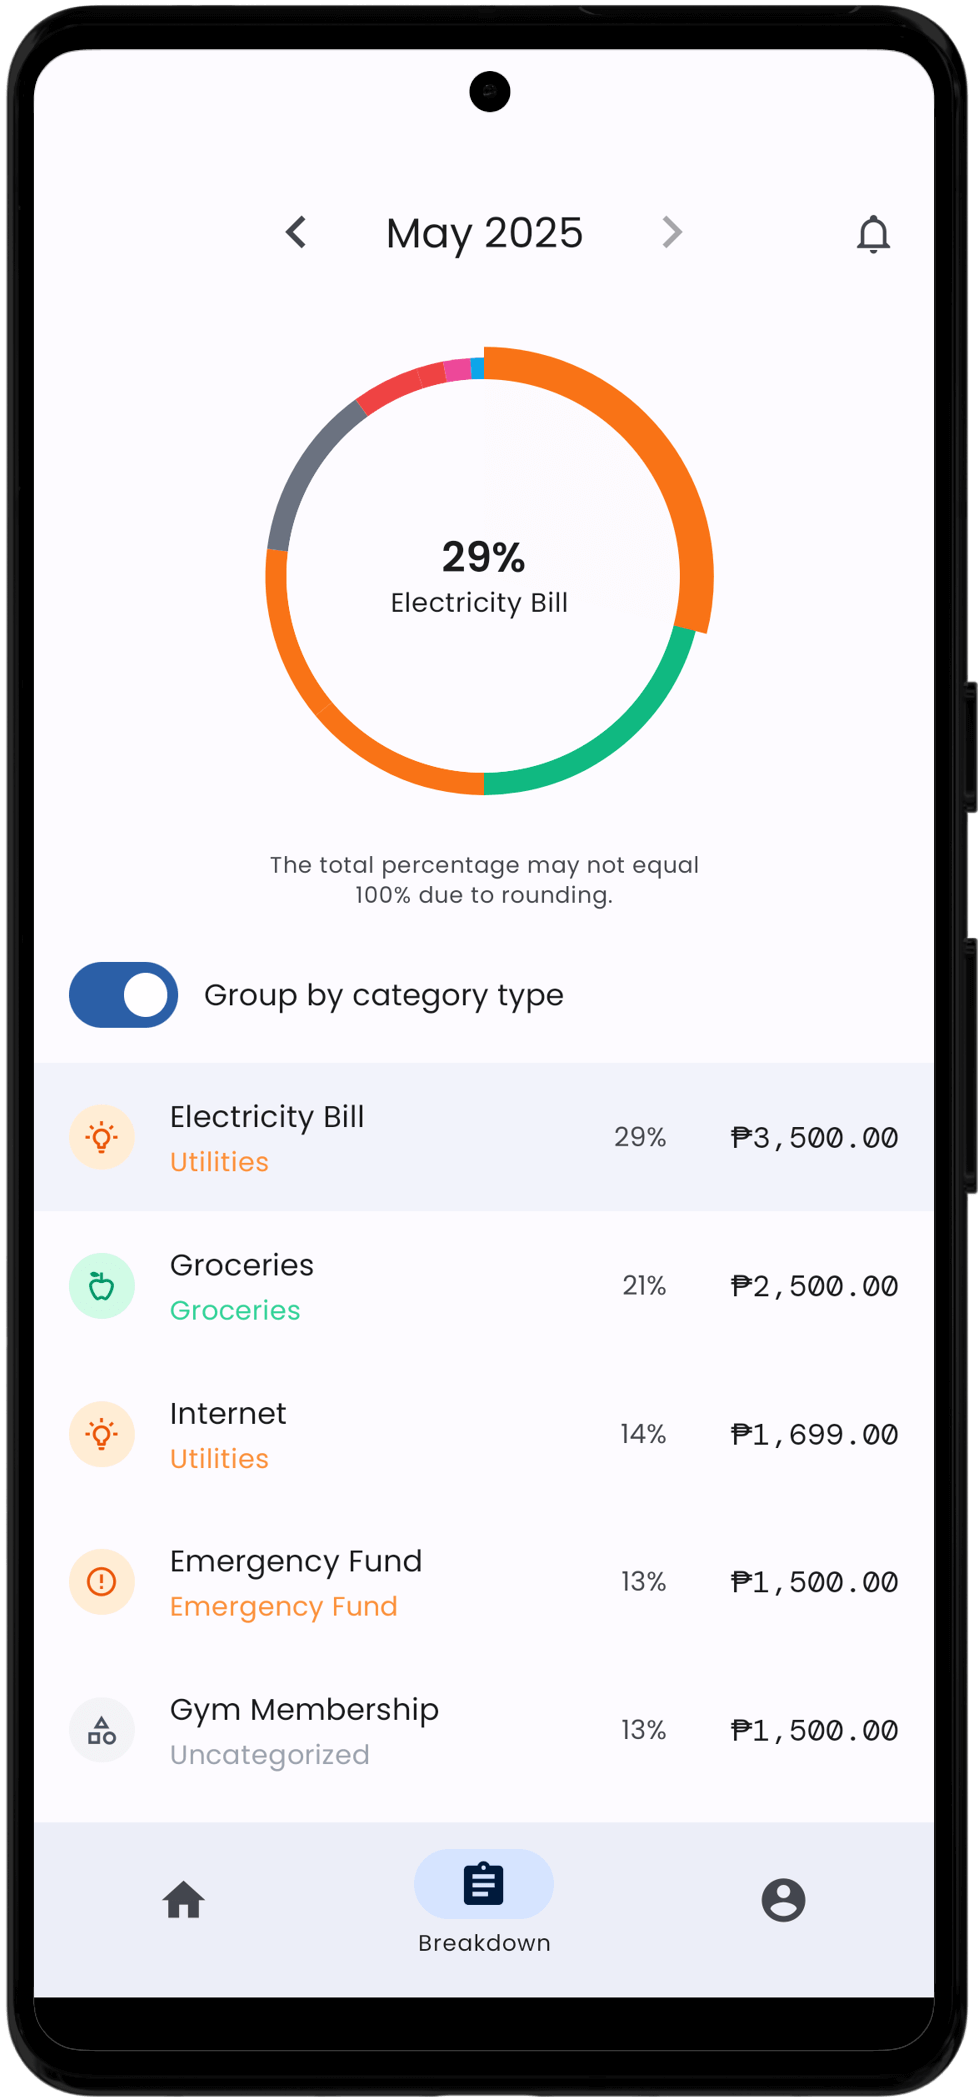 May 2025
29%
Electricity Bill
The total percentage may not equal
100% due to rounding.
Group by category type
Electricity Bill
Utilities
29%
₱3,500.00
Groceries
Groceries
21%
₱2,500.00
Internet
Utilities
14%
₱1,699.00
Emergency Fund
Emergency Fund
13%
₱1,500.00
Gym Membership
Uncategorized
13%
₱1,500.00
Breakdown